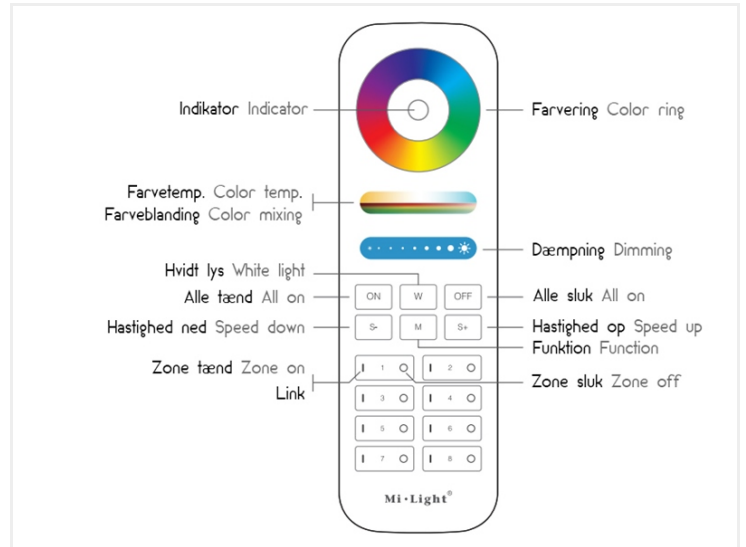 Indikator Indicator
Farvering Color ring
Farvetemp. Color temp.
Farveblanding Color mixing
Dæmpning Dimming
Hvidt lys White light
Alle tænd All on
ON W OFF
Alle sluk All on
Hastighed ned Speed down
S- M S+
Hastighed op Speed up
Funktion Function
Zone tænd Zone on
Link
I 1 O I 2 O
Zone sluk Zone off
I 3 O I 4 O
I 5 O I 6 O
I 7 O I 8 O
Mi·Light®